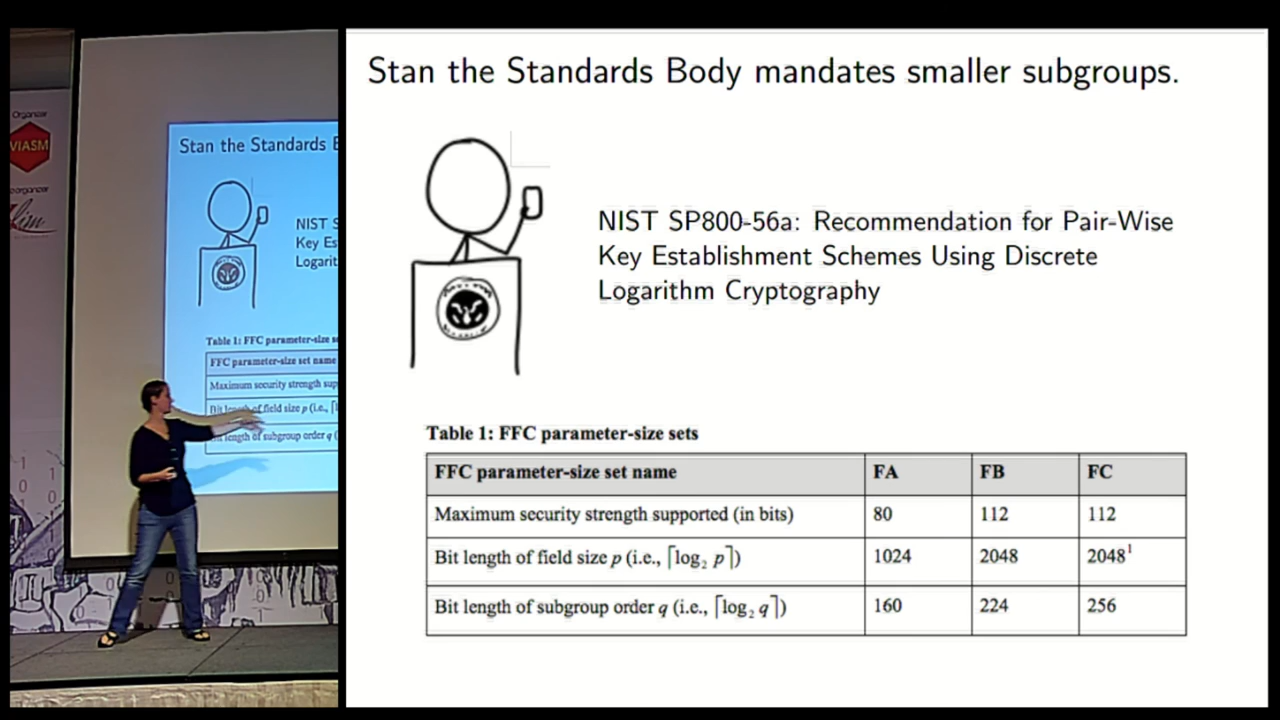 Organizer
VIASM
Stan the Standards
NIST
Key Es
Logarit
Table 1: FFC parameter-size
FFC parameter-size set name
Maximum security strength sup
Bit length of field size p (i.e.,
length of subgroup order q (
Stan the Standards Body mandates smaller subgroups.
NIST SP800-56a: Recommendation for Pair-Wise
Key Establishment Schemes Using Discrete
Logarithm Cryptography
Table 1: FFC parameter-size sets
FFC parameter-size set name FA FB FC
Maximum security strength supported (in bits) 80 112 112
Bit length of field size p (i.e., ⌈log₂ p⌉) 1024 2048 2048¹
Bit length of subgroup order q (i.e., ⌈log₂ q⌉) 160 224 256